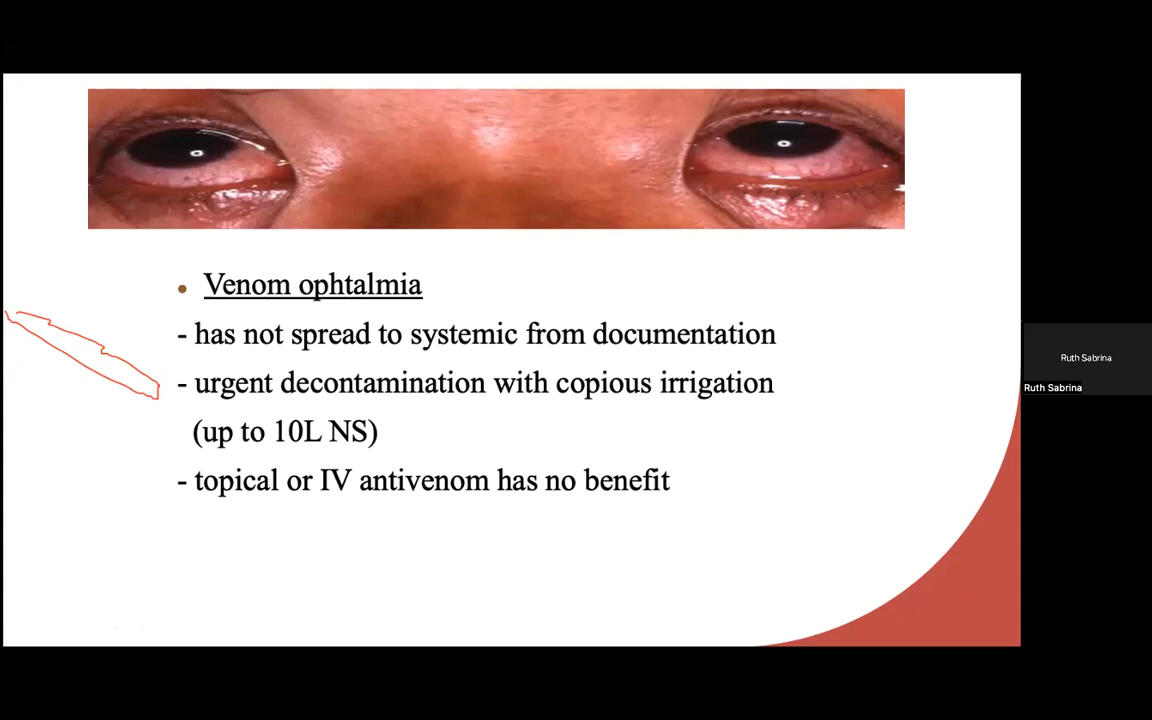 • Venom ophtalmia
- has not spread to systemic from documentation
- urgent decontamination with copious irrigation
(up to 10L NS)
- topical or IV antivenom has no benefit
Ruth Sabrina
Ruth Sabrina